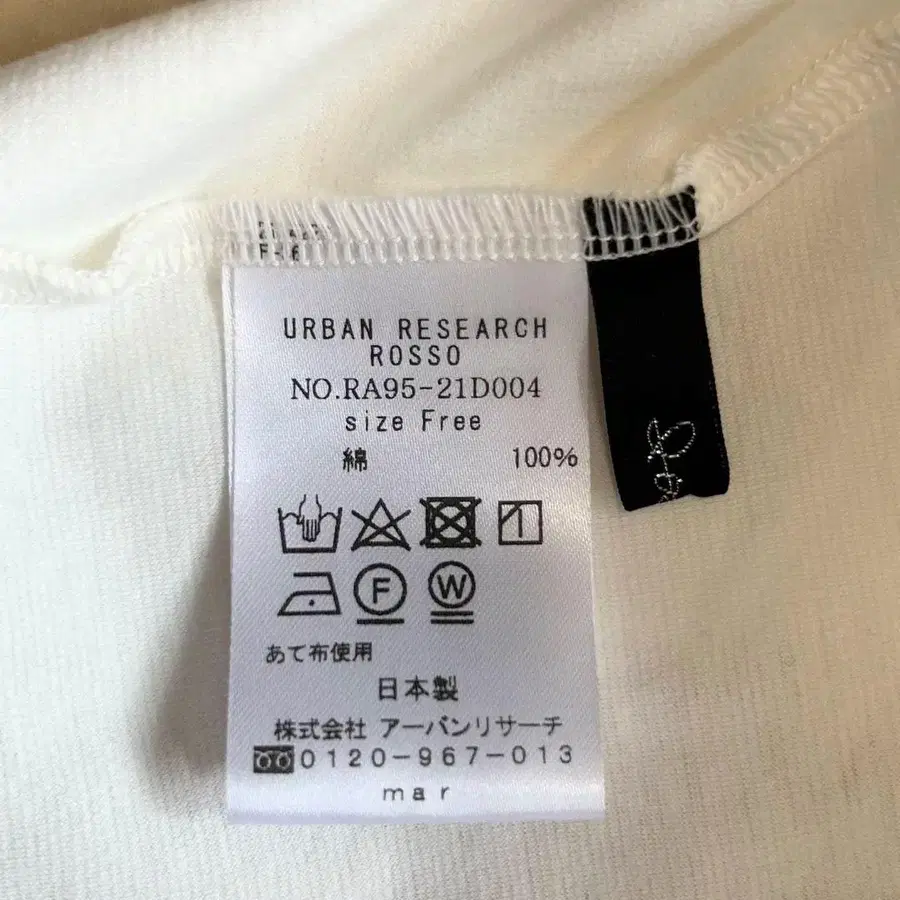 URBAN RESEARCH
ROSSO
NO.RA95-21D004
size Free
綿 100%
F W
あて布使用
日本製
株式会社 アーバンリサーチ
0120-967-013
mar